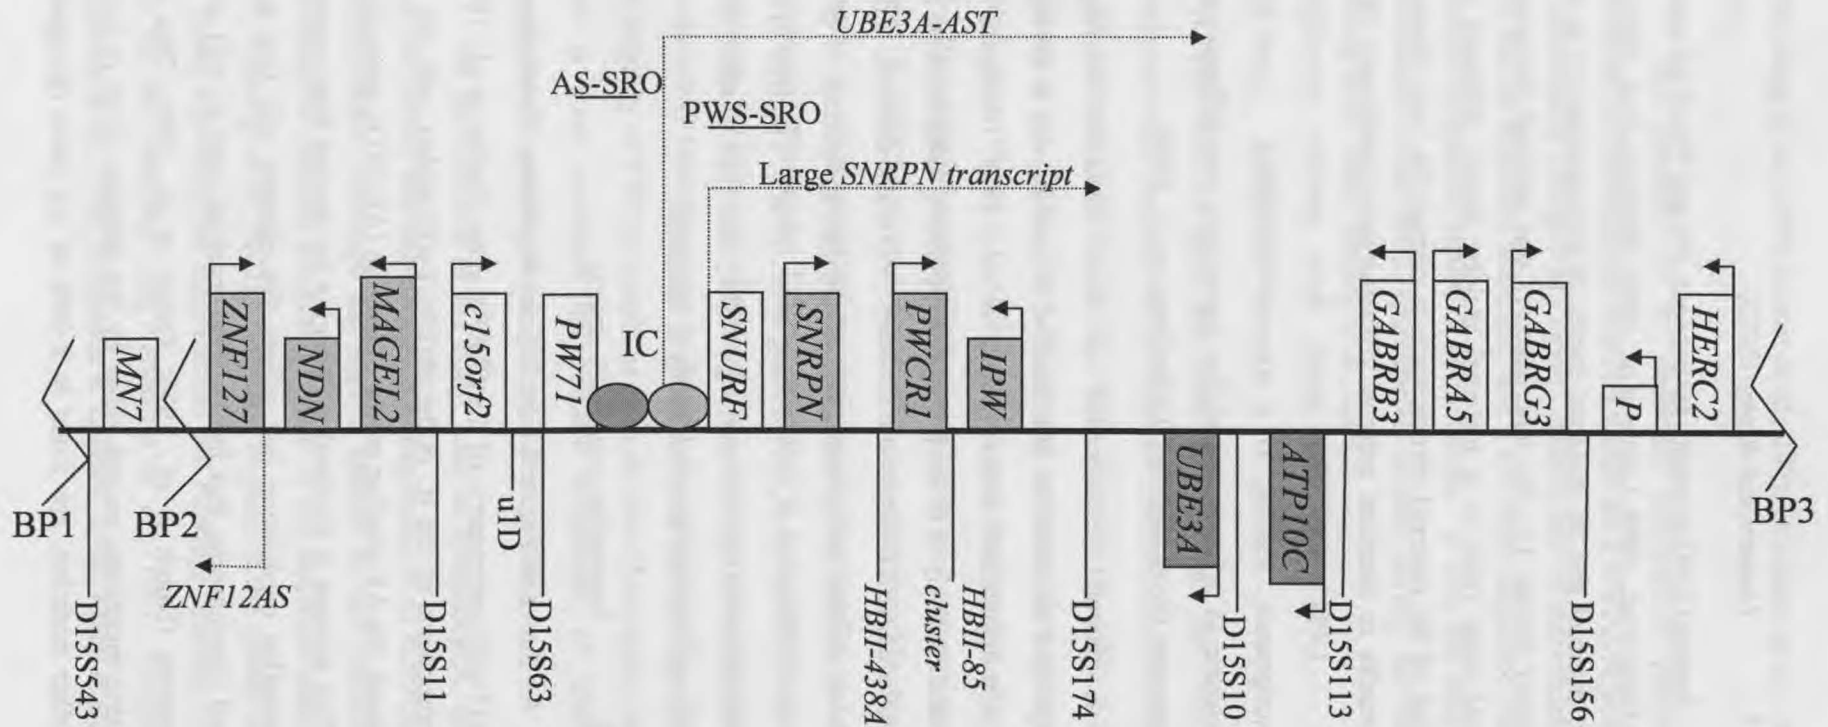 UBE3A-AST
AS-SRO
PWS-SRO
Large SNRPN transcript
IC
MN7
ZNF127
NDN
MAGEL2
c15orf2
PW71
SNURF
SNRPN
PWCR1
IPW
GABRB3
GABRA5
GABRG3
P
HERC2
UBE3A
ATP10C
BP1
BP2
BP3
ZNF12AS
u1D
D15S543
D15S11
D15S63
HBII-438A
HBII-85
cluster
D15S174
D15S10
D15S113
D15S156